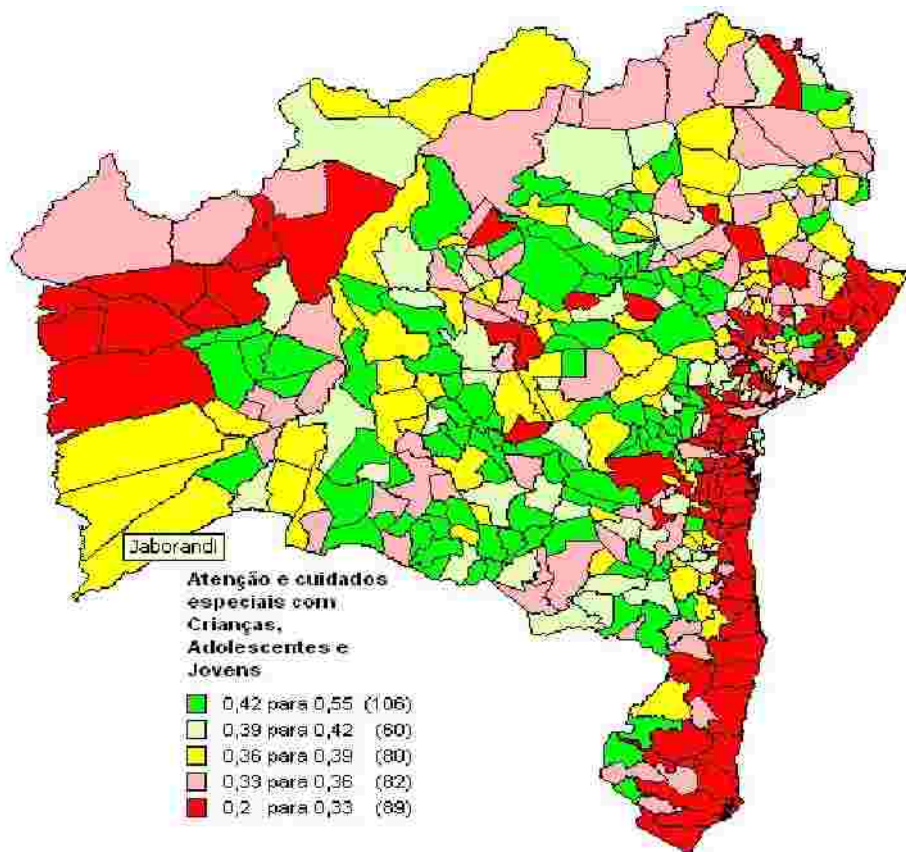 Jaborandi
Atenção e cuidados
especiais com
Crianças,
Adolescentes e
Jovens
0,42 para 0,55 (106)
0,39 para 0,42 (60)
0,36 para 0,39 (80)
0,33 para 0,36 (82)
0,2 para 0,33 (89)